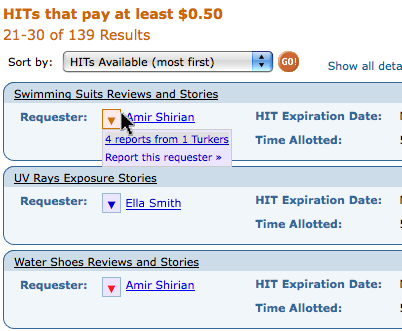 HITs that pay at least $0.50
21-30 of 139 Results
Sort by: HITs Available (most first) GO! Show all deta
Swimming Suits Reviews and Stories
Requester: Amir Shirian HIT Expiration Date:
4 reports from 1 Turkers Time Allotted:
Report this requester »
UV Rays Exposure Stories
Requester: Ella Smith HIT Expiration Date:
Time Allotted:
Water Shoes Reviews and Stories
Requester: Amir Shirian HIT Expiration Date:
Time Allotted: